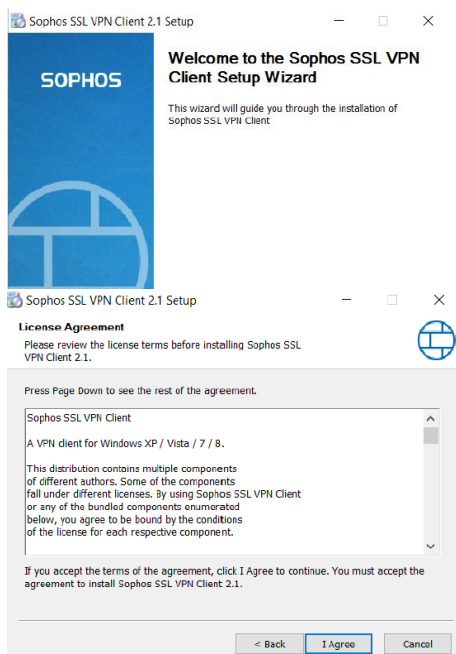 Sophos SSL VPN Client 2.1 Setup
SOPHOS
Welcome to the Sophos SSL VPN
Client Setup Wizard
This wizard will guide you through the installation of
Sophos SSL VPN Client
Sophos SSL VPN Client 2.1 Setup
License Agreement
Please review the license terms before installing Sophos SSL
VPN Client 2.1.
Press Page Down to see the rest of the agreement.
Sophos SSL VPN Client
A VPN client for Windows XP / Vista / 7 / 8.
This distribution contains multiple components
of different authors. Some of the components
fall under different licenses. By using Sophos SSL VPN Client
or any of the bundled components enumerated
below, you agree to be bound by the conditions
of the license for each respective component.
If you accept the terms of the agreement, click I Agree to continue. You must accept the
agreement to install Sophos SSL VPN Client 2.1.
< Back
I Agree
Cancel